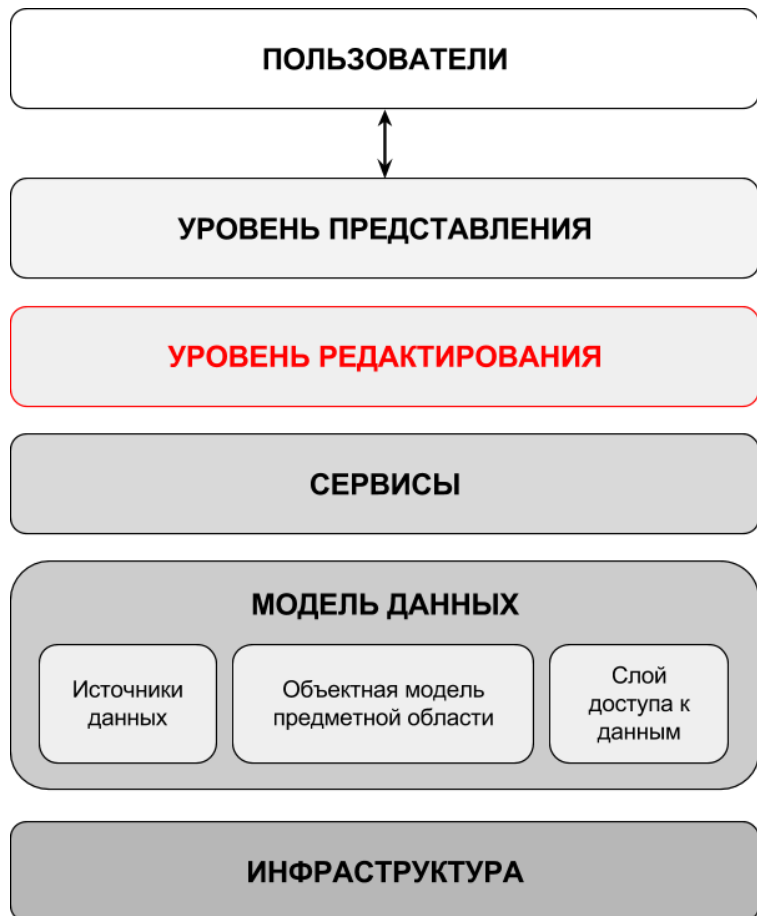 ПОЛЬЗОВАТЕЛИ
УРОВЕНЬ ПРЕДСТАВЛЕНИЯ
УРОВЕНЬ РЕДАКТИРОВАНИЯ
СЕРВИСЫ
МОДЕЛЬ ДАННЫХ
Источники
данных
Объектная модель
предметной области
Слой
доступа к
данным
ИНФРАСТРУКТУРА